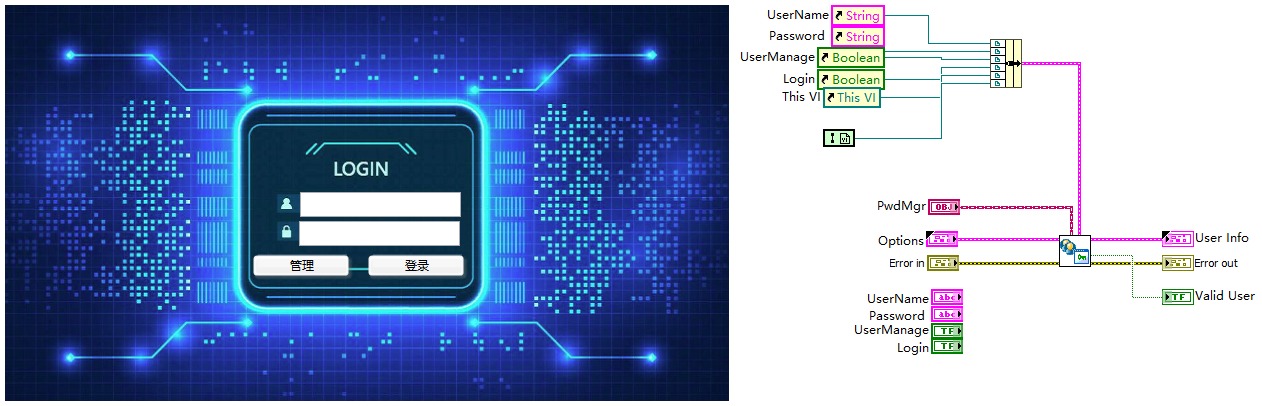 LOGIN
管理
登录
UserName
String
Password
String
UserManage
Boolean
Login
Boolean
This VI
This VI
PwdMgr
OBJ
Options
User Info
Error in
Error out
UserName
abc
Valid User
TF
Password
abc
UserManage
TF
Login
TF